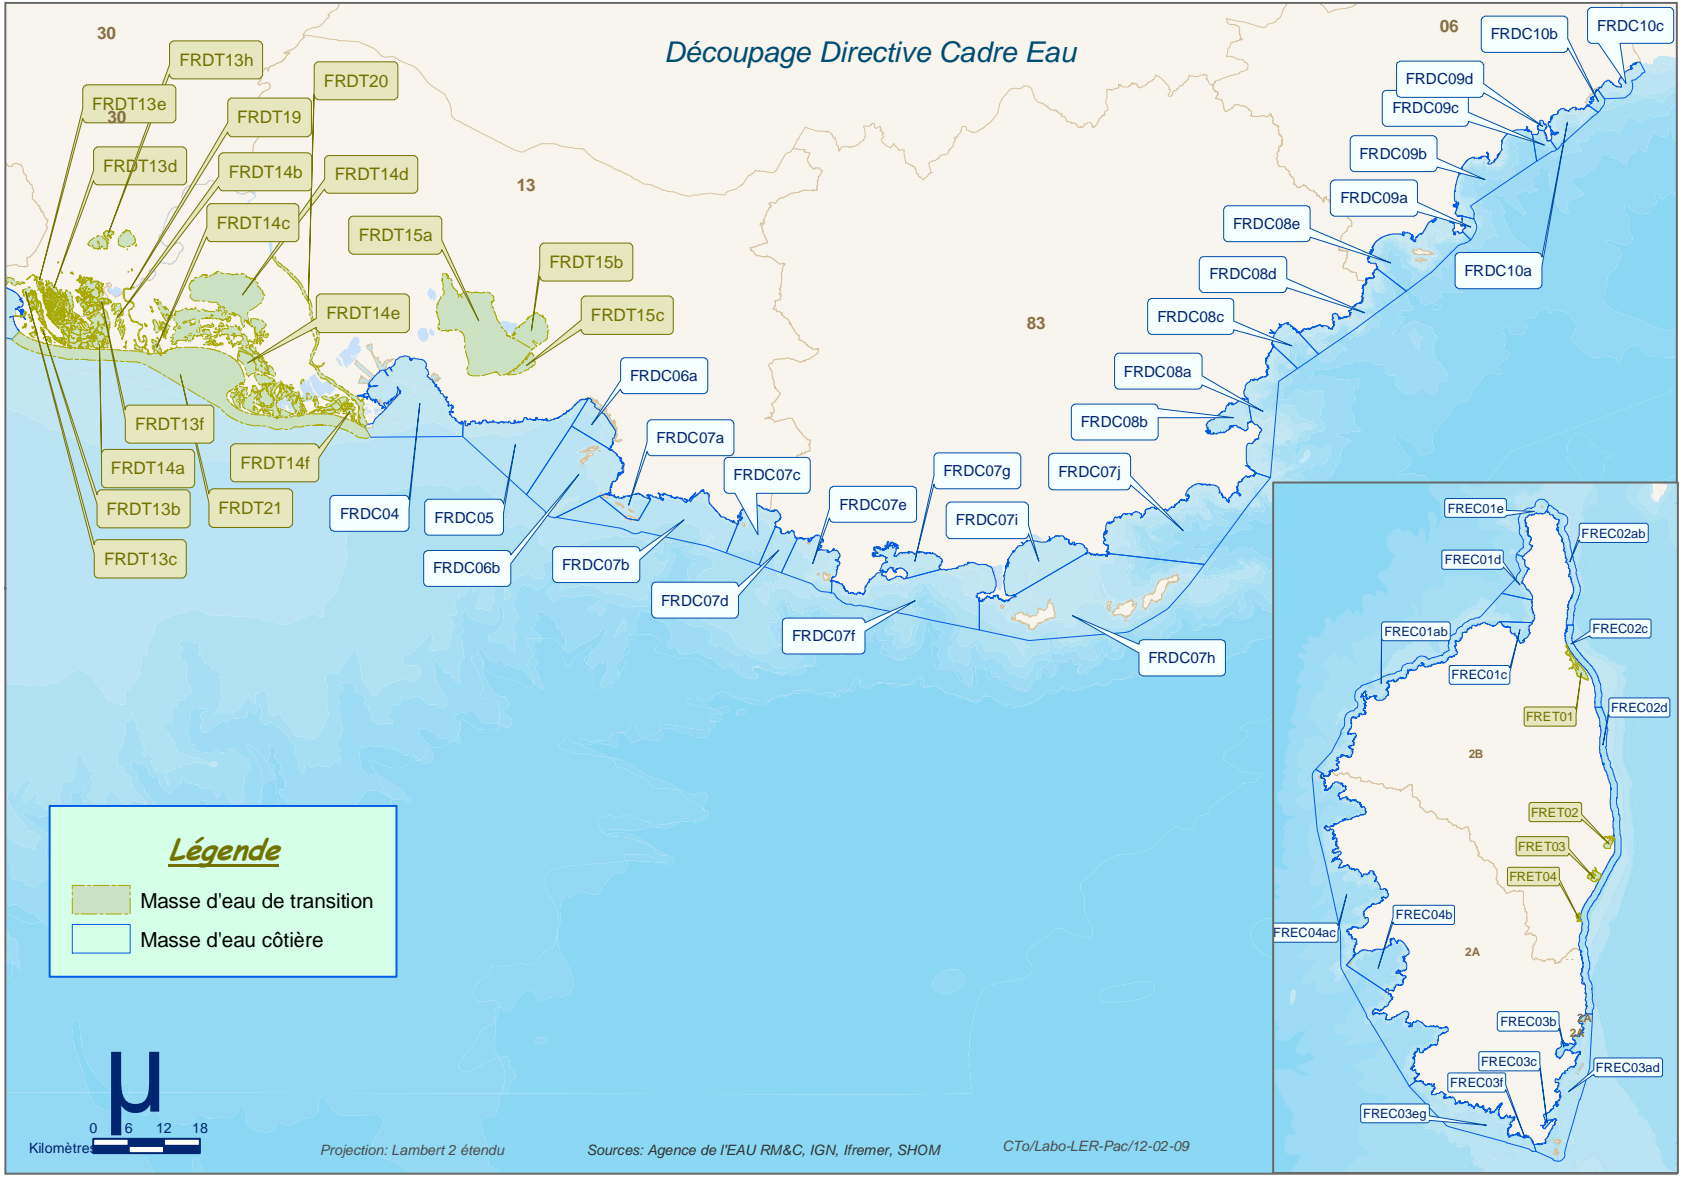 Découpage Directive Cadre Eau
30
06
FRDT13h
FRDT20
FRDT13e
30
FRDT19
FRDT13d
FRDT14b
FRDT14d
13
FRDT14c
FRDT15a
FRDT15b
FRDT14e
FRDT15c
FRDT13f
FRDT14a
FRDT14f
FRDT13b
FRDT21
FRDT13c
FRDC04
FRDC05
FRDC06a
FRDC06b
FRDC07a
FRDC07b
FRDC07c
FRDC07d
FRDC07e
FRDC07f
FRDC07g
FRDC07h
FRDC07i
FRDC07j
83
FRDC08a
FRDC08b
FRDC08c
FRDC08d
FRDC08e
FRDC09a
FRDC09b
FRDC09c
FRDC09d
FRDC10a
FRDC10b
FRDC10c
FREC01e
FREC02ab
FREC01d
FREC01ab
FREC02c
FREC01c
FRET01
FREC02d
2B
FRET02
FRET03
FRET04
FREC04b
FREC04ac
2A
FREC03b
2A
2A
FREC03c
FREC03ad
FREC03f
FREC03eg
Légende
Masse d'eau de transition
Masse d'eau côtière
µ
0 6 12 18
Kilomètres
Projection: Lambert 2 étendu
Sources: Agence de l'EAU RM&C, IGN, Ifremer, SHOM
CTo/Labo-LER-Pac/12-02-09